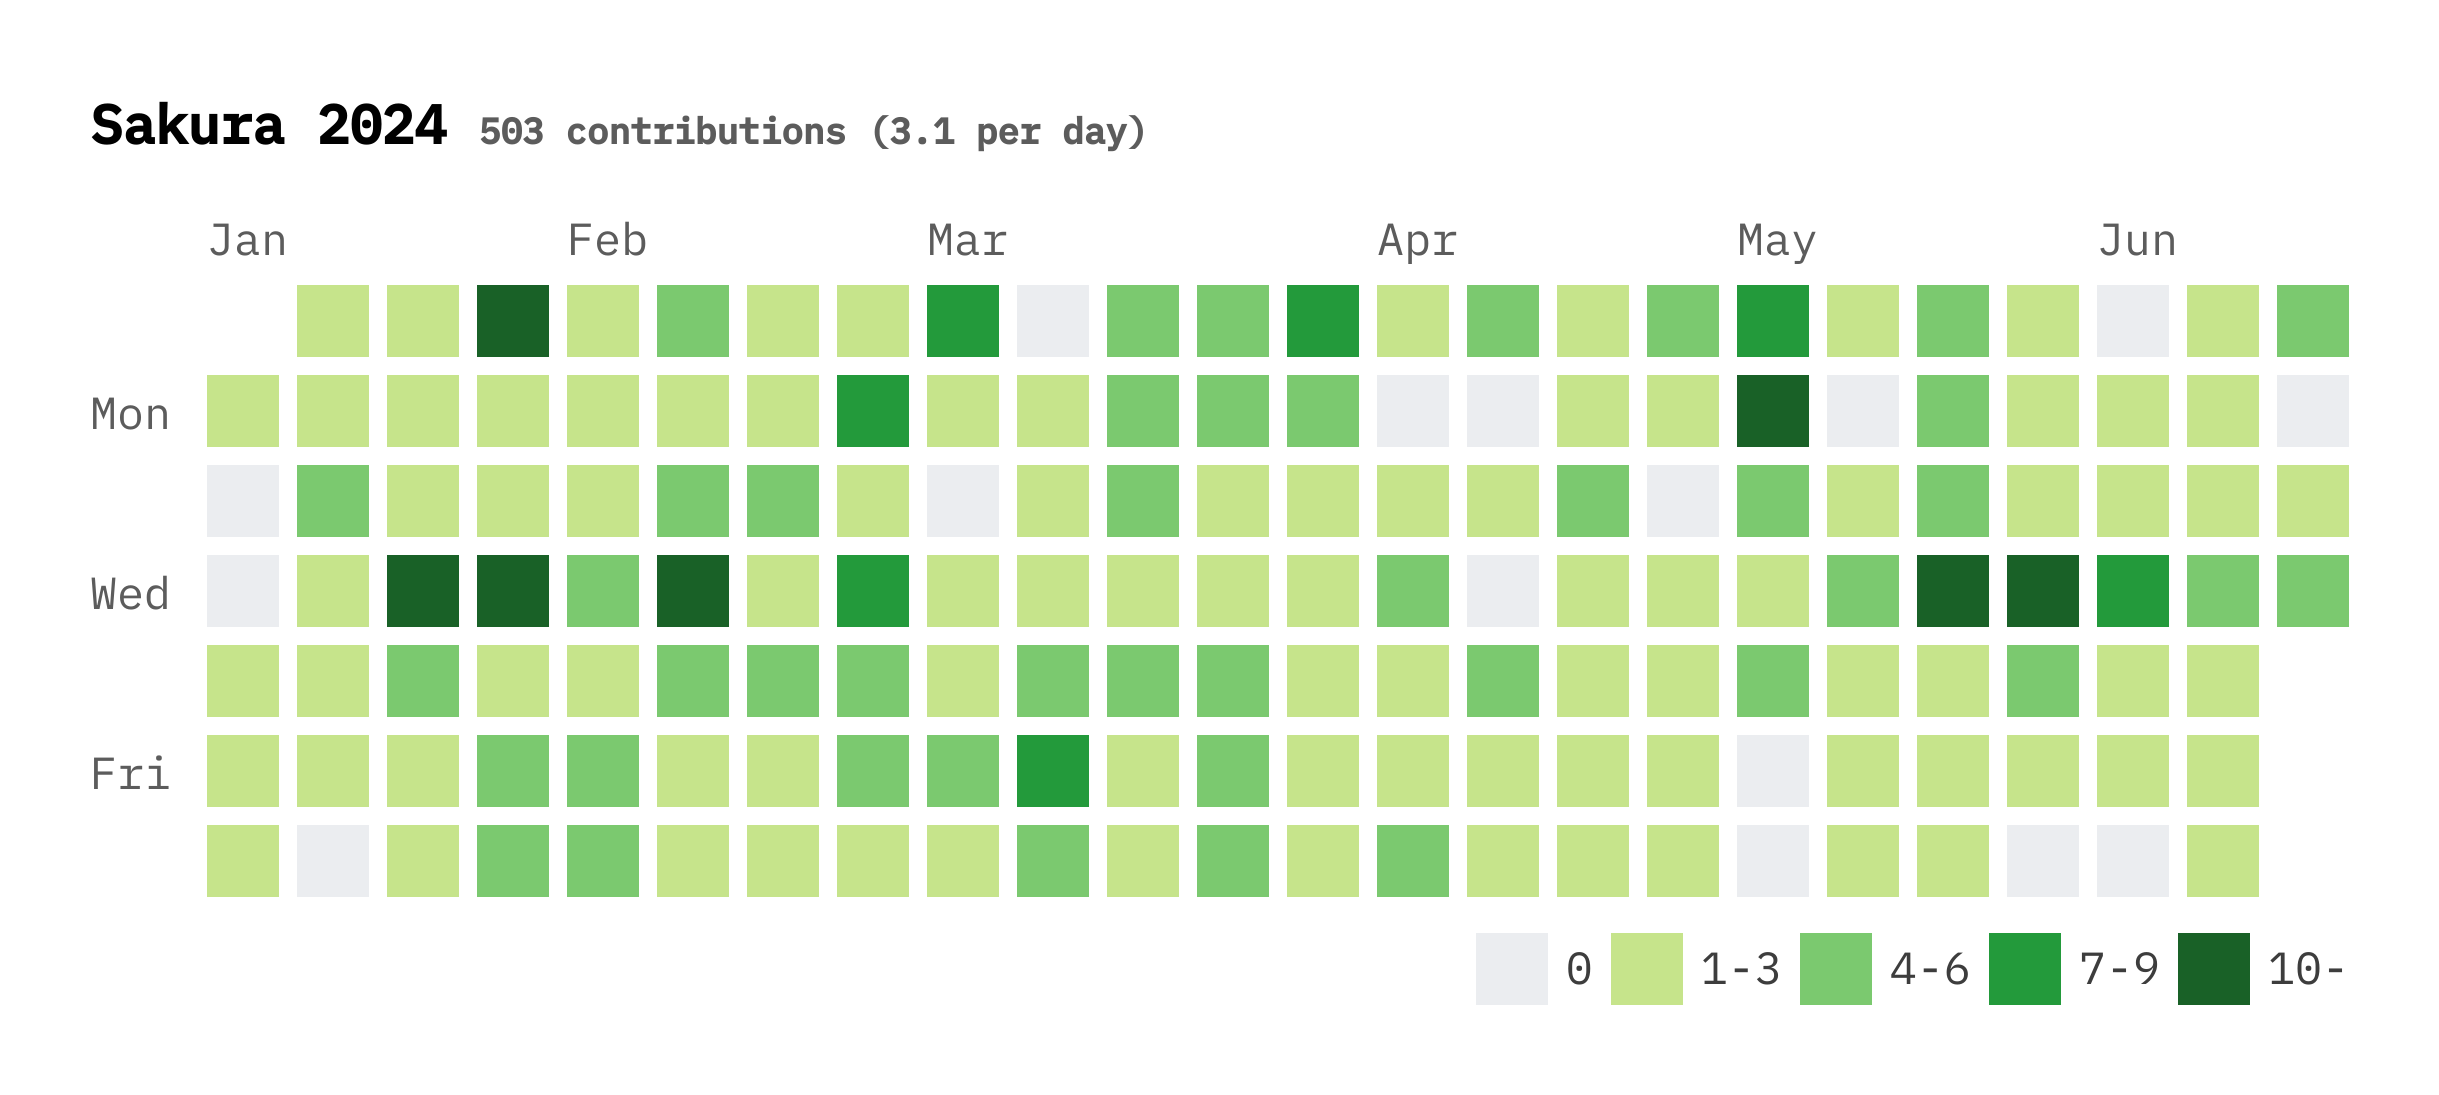 Sakura 2024 503 contributions (3.1 per day)
Jan Feb Mar Apr May Jun
Mon
Wed
Fri
0 1-3 4-6 7-9 10-